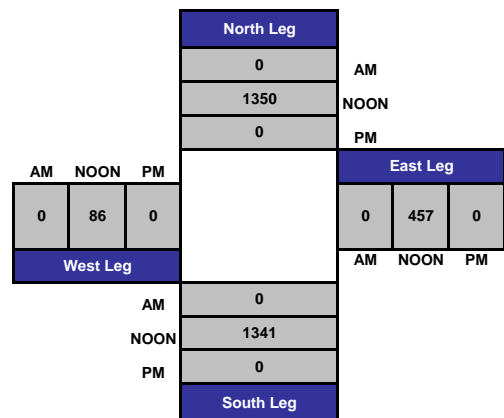 North Leg
0 AM
1350 NOON
0 PM
AM NOON PM
East Leg
0 86 0
0 457 0
West Leg
AM NOON PM
AM 0
NOON 1341
PM 0
South Leg